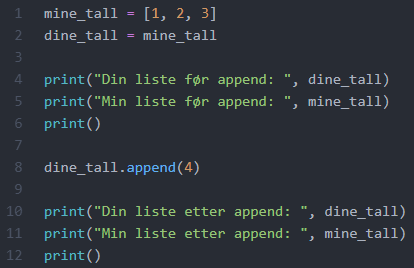 1 mine_tall = [1, 2, 3]
2 dine_tall = mine_tall
3
4 print("Din liste før append: ", dine_tall)
5 print("Min liste før append: ", mine_tall)
6 print()
7
8 dine_tall.append(4)
9
10 print("Din liste etter append: ", dine_tall)
11 print("Min liste etter append: ", mine_tall)
12 print()